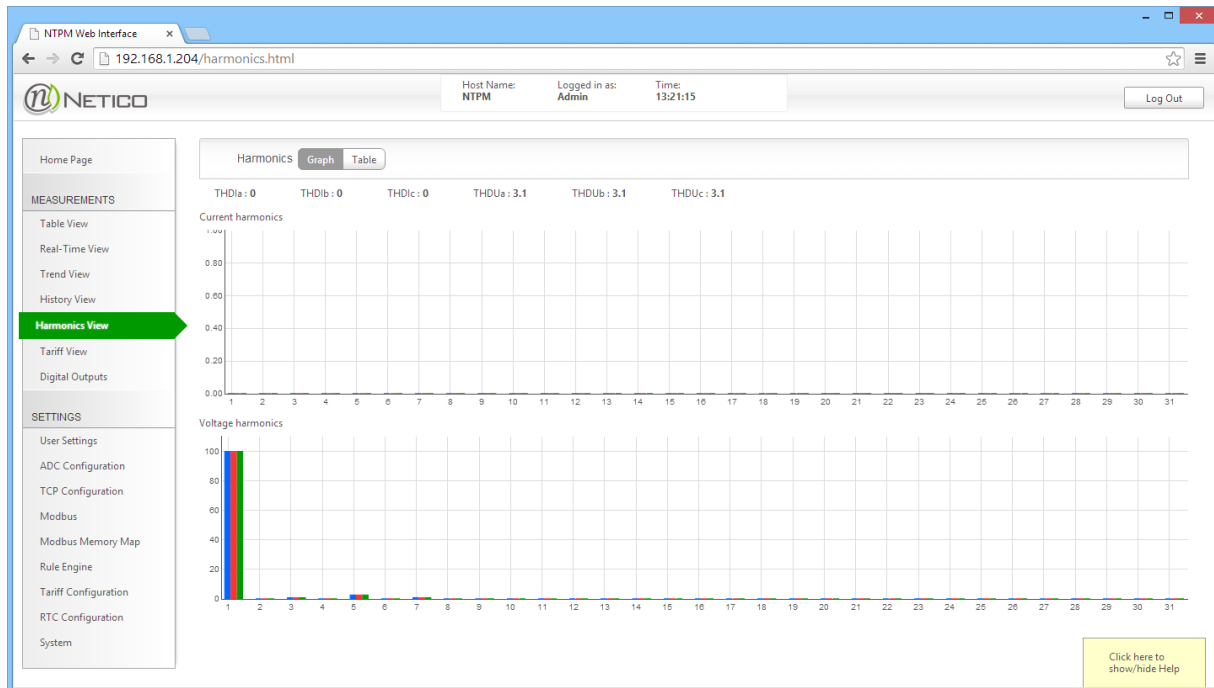 NTPM Web Interface
192.168.1.204/harmonics.html
NETICO
Host Name: Logged in as: Time:
NTPM Admin 13:21:15
Log Out
Home Page
MEASUREMENTS
Table View
Real-Time View
Trend View
History View
Harmonics View
Tariff View
Digital Outputs
SETTINGS
User Settings
ADC Configuration
TCP Configuration
Modbus
Modbus Memory Map
Rule Engine
Tariff Configuration
RTC Configuration
System
Harmonics Graph Table
THDIa : 0 THDIb : 0 THDIc : 0 THDUa : 3.1 THDUb : 3.1 THDUc : 3.1
Current harmonics
1.00
0.80
0.60
0.40
0.20
0.00
1 2 3 4 5 6 7 8 9 10 11 12 13 14 15 16 17 18 19 20 21 22 23 24 25 26 27 28 29 30 31
Voltage harmonics
100
80
60
40
20
0
1 2 3 4 5 6 7 8 9 10 11 12 13 14 15 16 17 18 19 20 21 22 23 24 25 26 27 28 29 30 31
Click here to
show/hide Help